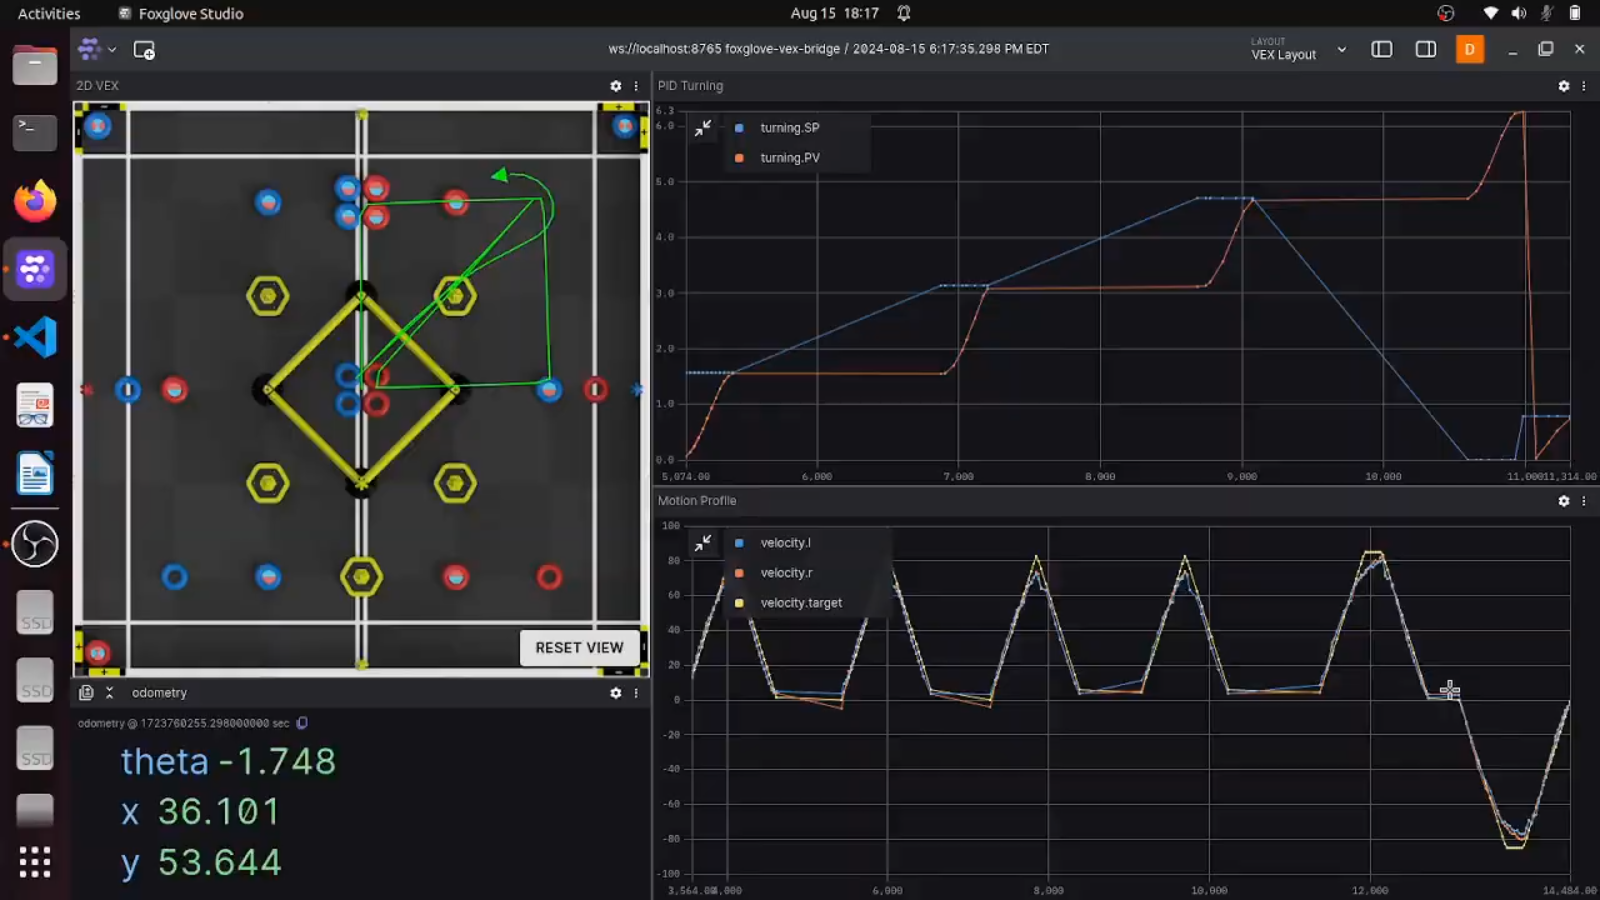 Activities
Foxglove Studio
Aug 15 18:17
ws://localhost:8765 foxglove-vex-bridge / 2024-08-15 6:17:35.298 PM EDT
LAYOUT
VEX Layout
D
2D VEX
RESET VIEW
odometry
odometry @ 1723760255.298000000 sec
theta -1.748
x 36.101
y 53.644
PID Turning
turning.SP
turning.PV
6.3
6.0
5.0
4.0
3.0
2.0
1.0
0.0
5,074.00 6,000 7,000 8,000 9,000 10,000 11,000 11,314.00
Motion Profile
velocity.l
velocity.r
velocity.target
100
80
60
40
20
0
-20
-40
-60
-80
-100
3,564.00 4,000 6,000 8,000 10,000 12,000 14,484.00
SSD
SSD
SSD